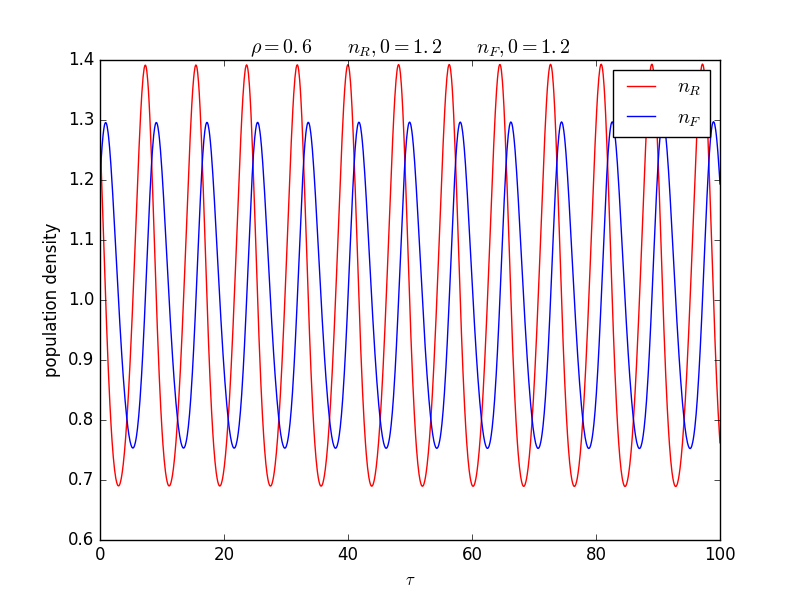 ρ = 0.6 n_R, 0 = 1.2 n_F, 0 = 1.2
1.4
1.3
1.2
1.1
1.0
0.9
0.8
0.7
0.6
population density
n_R
n_F
0 20 40 60 80 100
τ